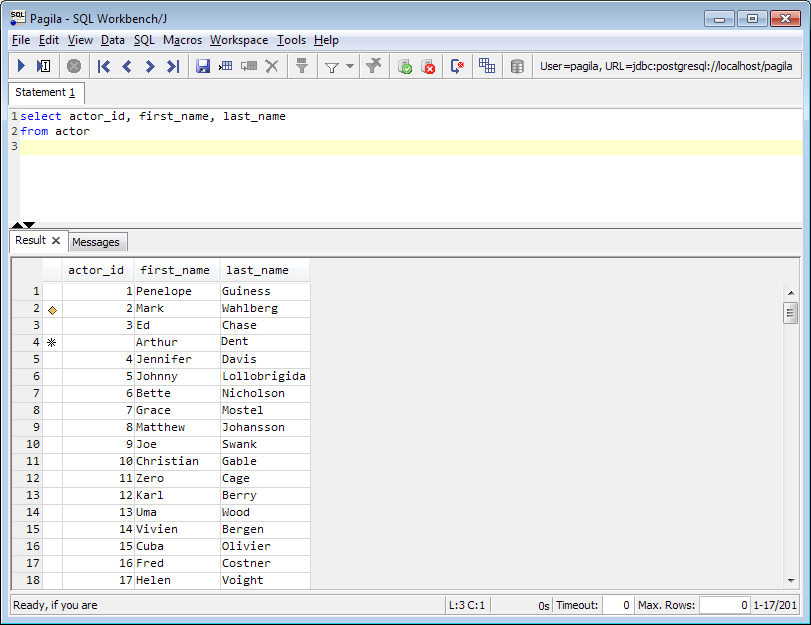 SQL Pagila - SQL Workbench/J
File Edit View Data SQL Macros Workspace Tools Help
User=pagila, URL=jdbc:postgresql://localhost/pagila
Statement 1
1 select actor_id, first_name, last_name
2 from actor
3
Result Messages
actor_id first_name last_name
1 1 Penelope Guiness
2 2 Mark Wahlberg
3 3 Ed Chase
4 Arthur Dent
5 4 Jennifer Davis
6 5 Johnny Lollobrigida
7 6 Bette Nicholson
8 7 Grace Mostel
9 8 Matthew Johansson
10 9 Joe Swank
11 10 Christian Gable
12 11 Zero Cage
13 12 Karl Berry
14 13 Uma Wood
15 14 Vivien Bergen
16 15 Cuba Olivier
17 16 Fred Costner
18 17 Helen Voight
Ready, if you are L:3 C:1 0s Timeout: 0 Max. Rows: 0 1-17/201